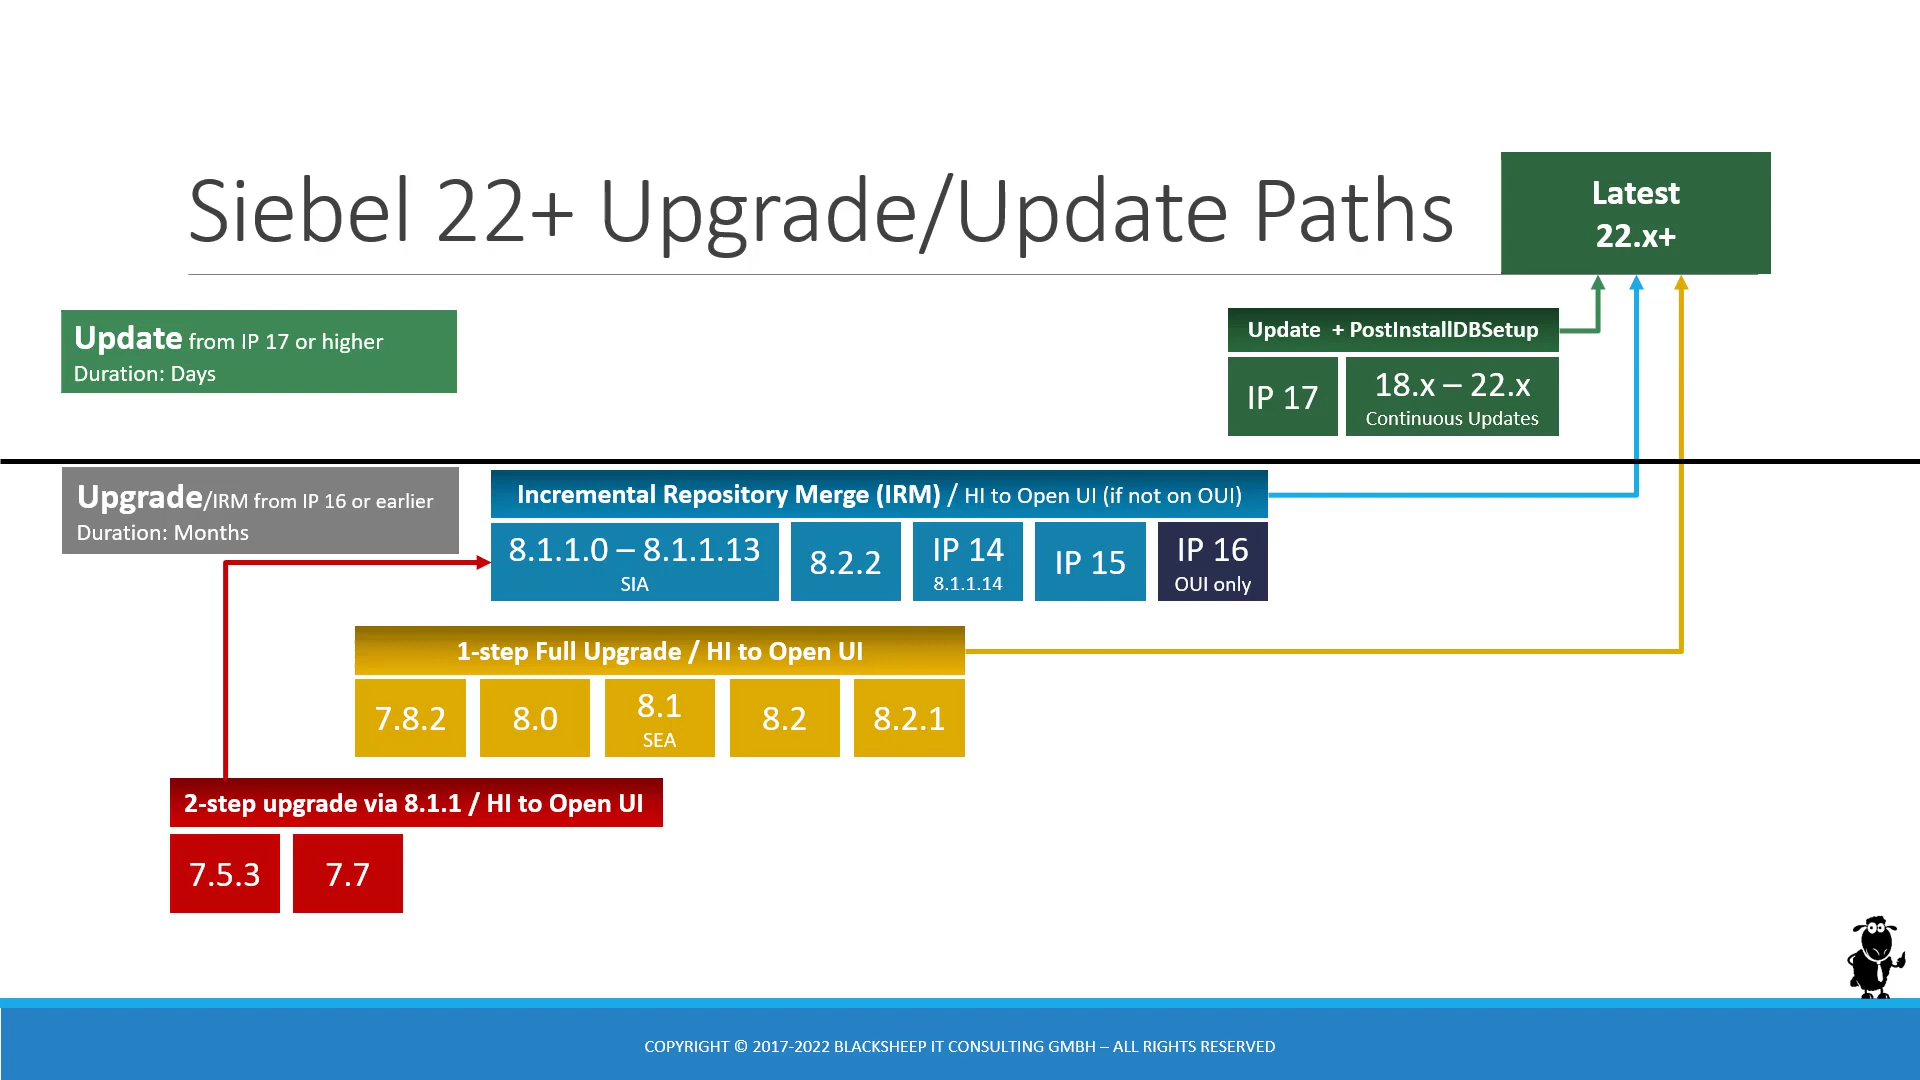 Siebel 22+ Upgrade/Update Paths
Latest
22.x+
Update from IP 17 or higher
Duration: Days
Update + PostInstallDBSetup
IP 17
18.x – 22.x
Continuous Updates
Upgrade/IRM from IP 16 or earlier
Duration: Months
Incremental Repository Merge (IRM) / HI to Open UI (if not on OUI)
8.1.1.0 – 8.1.1.13
SIA
8.2.2
IP 14
8.1.1.14
IP 15
IP 16
OUI only
1-step Full Upgrade / HI to Open UI
7.8.2
8.0
8.1
SEA
8.2
8.2.1
2-step upgrade via 8.1.1 / HI to Open UI
7.5.3
7.7
COPYRIGHT © 2017-2022 BLACKSHEEP IT CONSULTING GMBH – ALL RIGHTS RESERVED